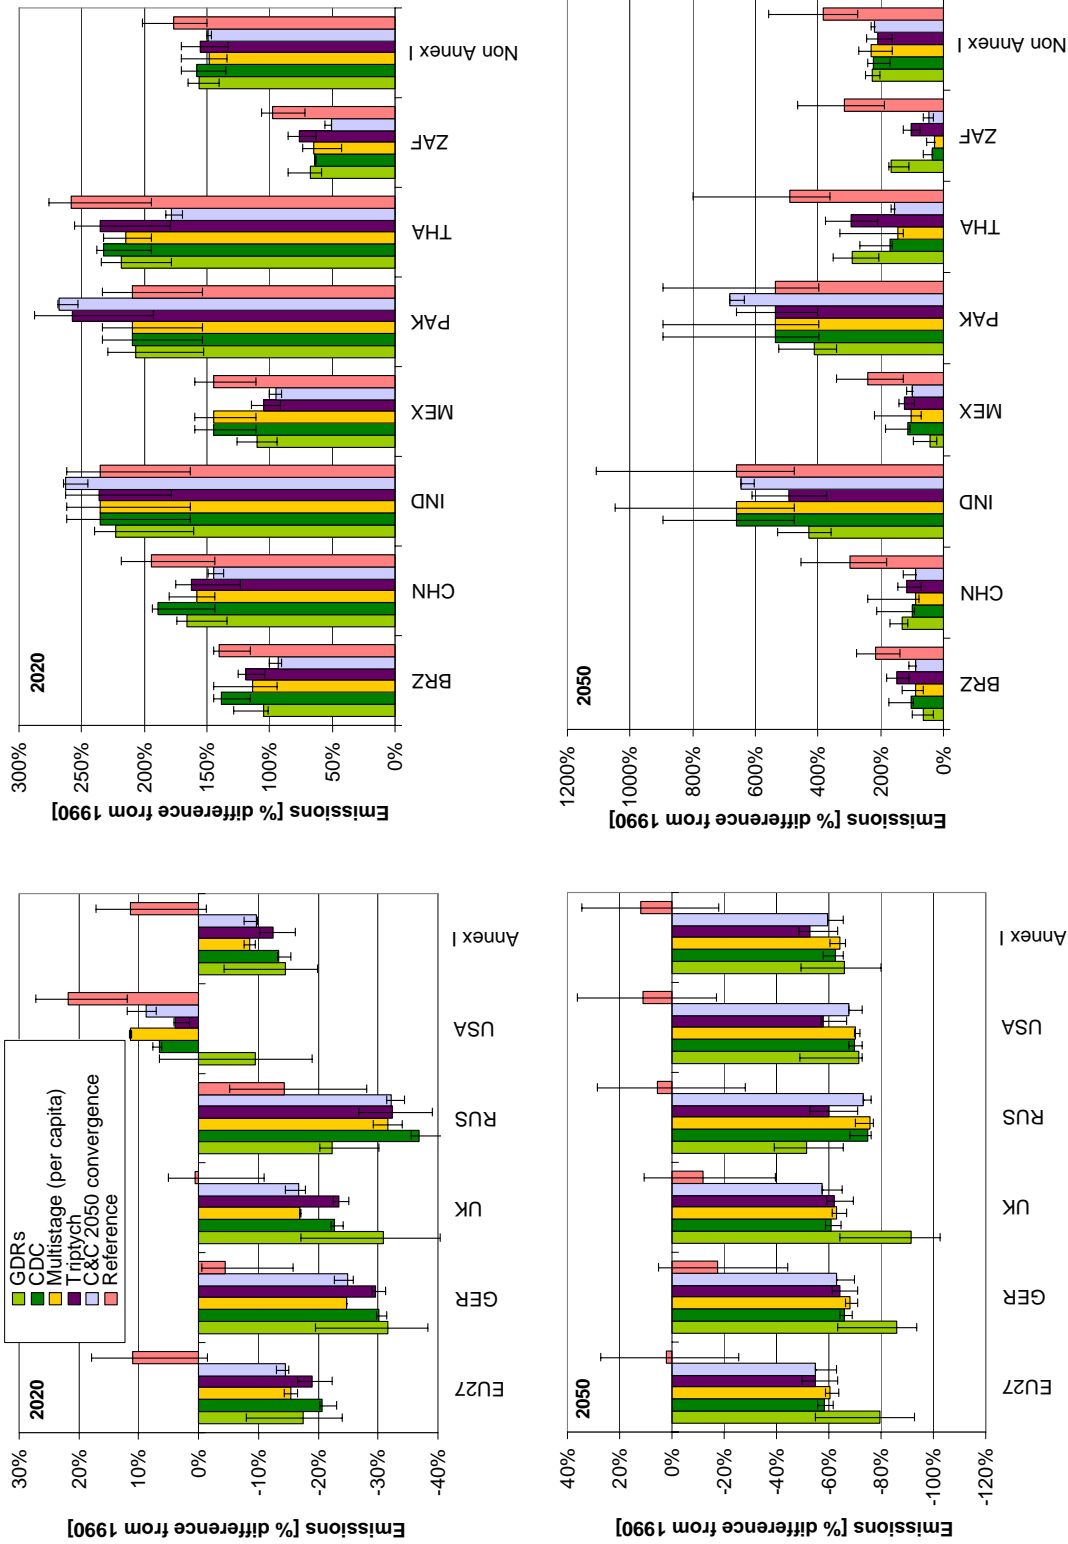 30%
20%
10%
0%
-10%
-20%
-30%
-40%
Emissions [% difference from 1990]
2020
GDRs
CDC
Multistage (per capita)
Triptych
C&C 2050 convergence
Reference
EU27
GER
UK
RUS
USA
Annex I
300%
250%
200%
150%
100%
50%
0%
Emissions [% difference from 1990]
2020
BRZ
CHN
IND
MEX
PAK
THA
ZAF
Non Annex I
40%
20%
0%
-20%
-40%
-60%
-80%
-100%
-120%
Emissions [% difference from 1990]
2050
EU27
GER
UK
RUS
USA
Annex I
1200%
1000%
800%
600%
400%
200%
0%
Emissions [% difference from 1990]
2050
BRZ
CHN
IND
MEX
PAK
THA
ZAF
Non Annex I